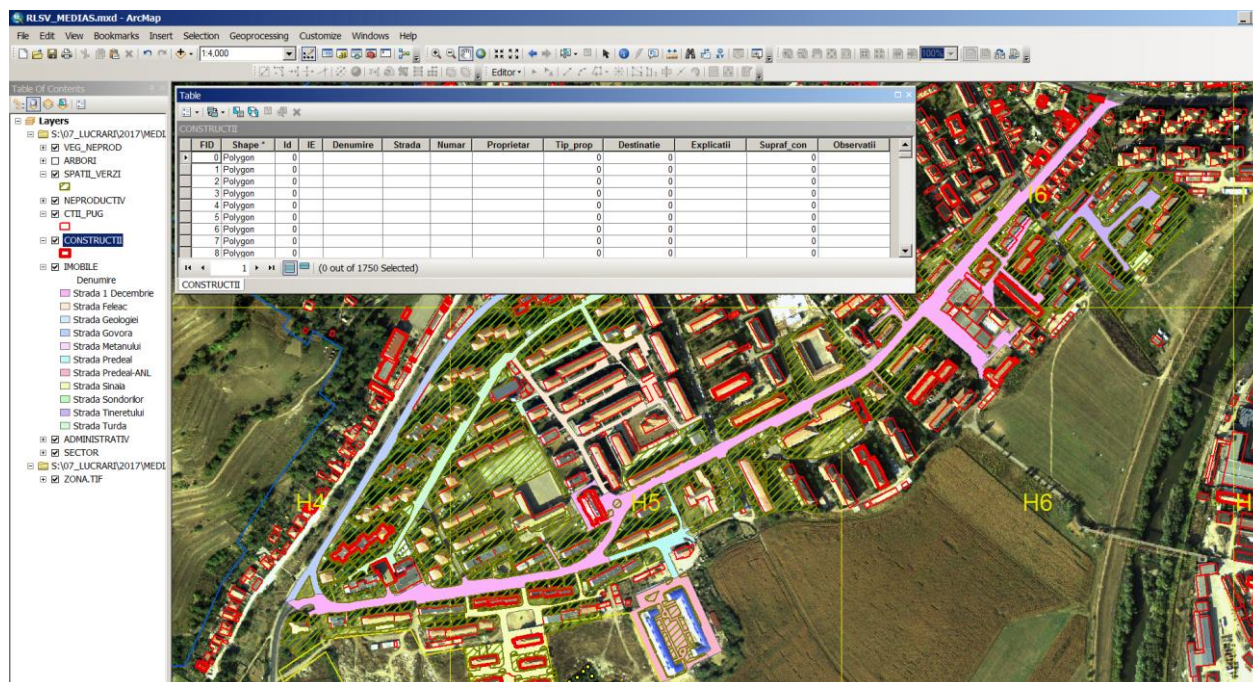 RLSV_MEDIAS.mxd - ArcMap
File Edit View Bookmarks Insert Selection Geoprocessing Customize Windows Help
1:4,000
100%
Editor
Table Of Contents
Layers
S:\07_LUCRARI\2017\MEDI
VEG_NEPROD
ARBORI
SPATII_VERZI
NEPRODUCTIV
CTII_PUG
CONSTRUCTII
IMOBILE
Denumire
Strada 1 Decembrie
Strada Feleac
Strada Geologiei
Strada Govora
Strada Metanului
Strada Predeal
Strada Predeal-ANL
Strada Sinaia
Strada Sondorilor
Strada Tineretului
Strada Turda
ADMINISTRATIV
SECTOR
S:\07_LUCRARI\2017\MEDI
ZONA.TIF
Table
CONSTRUCTII
FID Shape * Id IE Denumire Strada Numar Proprietar Tip_prop Destinatie Explicatii Supraf_con Observatii
0 Polygon 0 0 0 0
1 Polygon 0 0 0 0
2 Polygon 0 0 0 0
3 Polygon 0 0 0 0
4 Polygon 0 0 0 0
5 Polygon 0 0 0 0
6 Polygon 0 0 0 0
7 Polygon 0 0 0 0
8 Polygon 0 0 0 0
1 (0 out of 1750 Selected)
CONSTRUCTII
I6
H4
H5
H6
H